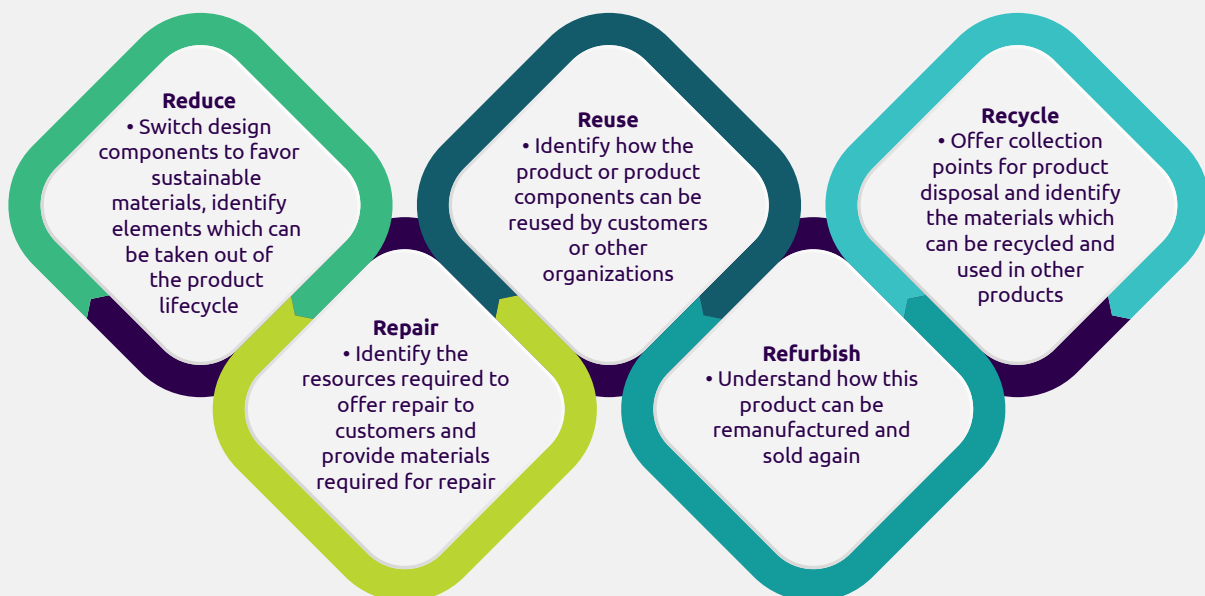 Reduce
• Switch design
components to favor
sustainable
materials, identify
elements which can
be taken out of
the product
lifecycle
Repair
• Identify the
resources required to
offer repair to
customers and
provide materials
required for repair
Reuse
• Identify how the
product or product
components can be
reused by customers
or other
organizations
Refurbish
• Understand how this
product can be
remanufactured and
sold again
Recycle
• Offer collection
points for product
disposal and identify
the materials which
can be recycled and
used in other
products